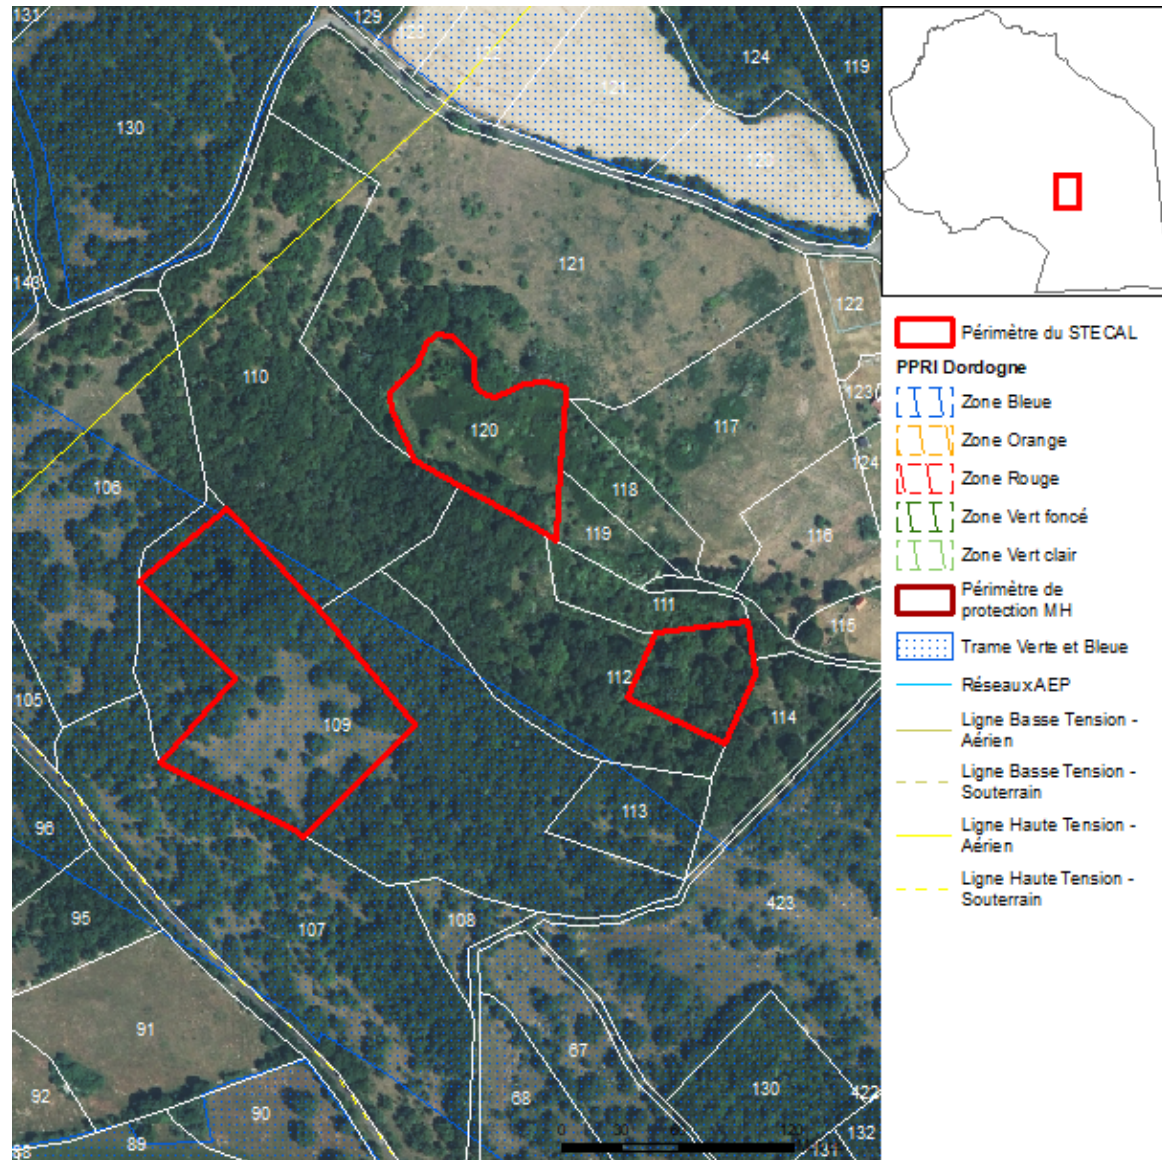 131
129
124
119
130
121
143
121
122
110
123
120
117
124
106
118
116
119
111
115
112
105
109
114
113
96
423
95
107
108
91
67
92
68
130
422
90
89
88
132
131
0 30 60 120
Périmètre du STECAL
PPRI Dordogne
Zone Bleue
Zone Orange
Zone Rouge
Zone Vert foncé
Zone Vert clair
Périmètre de
protection MH
Trame Verte et Bleue
Réseaux AEP
Ligne Basse Tension -
Aérien
Ligne Basse Tension -
Souterrain
Ligne Haute Tension -
Aérien
Ligne Haute Tension -
Souterrain